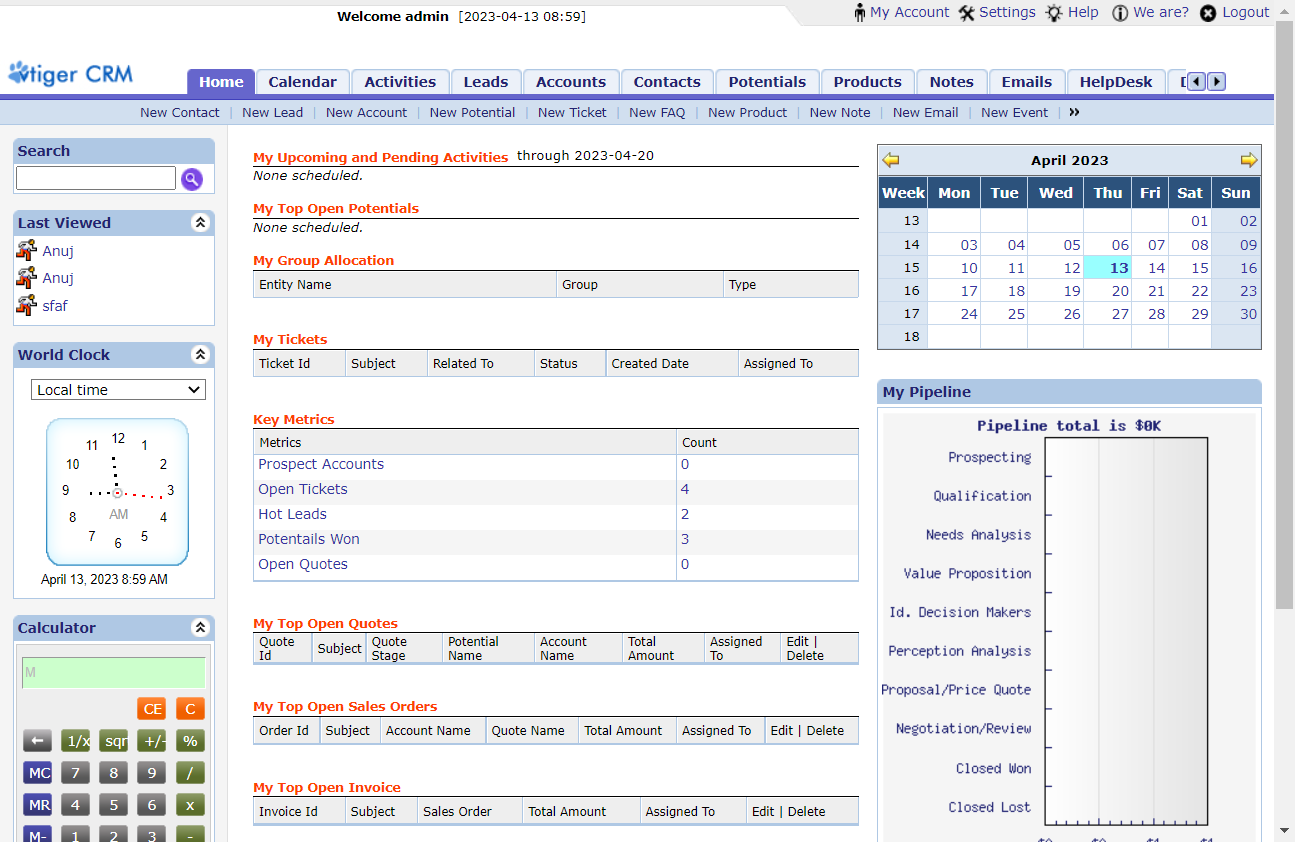 Welcome admin [2023-04-13 08:59]
My Account Settings Help We are? Logout
vtiger CRM
Home Calendar Activities Leads Accounts Contacts Potentials Products Notes Emails HelpDesk
New Contact | New Lead | New Account | New Potential | New Ticket | New FAQ | New Product | New Note | New Email | New Event | »
Search
Last Viewed
Anuj
Anuj
sfaf
World Clock
Local time
12
11 1
10 2
9 3
AM
8 4
7 5
6
April 13, 2023 8:59 AM
Calculator
M
CE C
← 1/x sqr +/- %
MC 7 8 9 /
MR 4 5 6 x
M- 1 2 3 -
My Upcoming and Pending Activities through 2023-04-20
None scheduled.
My Top Open Potentials
None scheduled.
My Group Allocation
Entity Name Group Type
My Tickets
Ticket Id Subject Related To Status Created Date Assigned To
Key Metrics
Metrics Count
Prospect Accounts 0
Open Tickets 4
Hot Leads 2
Potentails Won 3
Open Quotes 0
My Top Open Quotes
Quote Id Subject Quote Stage Potential Name Account Name Total Amount Assigned To Edit | Delete
My Top Open Sales Orders
Order Id Subject Account Name Quote Name Total Amount Assigned To Edit | Delete
My Top Open Invoice
Invoice Id Subject Sales Order Total Amount Assigned To Edit | Delete
April 2023
Week Mon Tue Wed Thu Fri Sat Sun
13 01 02
14 03 04 05 06 07 08 09
15 10 11 12 13 14 15 16
16 17 18 19 20 21 22 23
17 24 25 26 27 28 29 30
18
My Pipeline
Pipeline total is $0K
Prospecting
Qualification
Needs Analysis
Value Proposition
Id. Decision Makers
Perception Analysis
Proposal/Price Quote
Negotiation/Review
Closed Won
Closed Lost